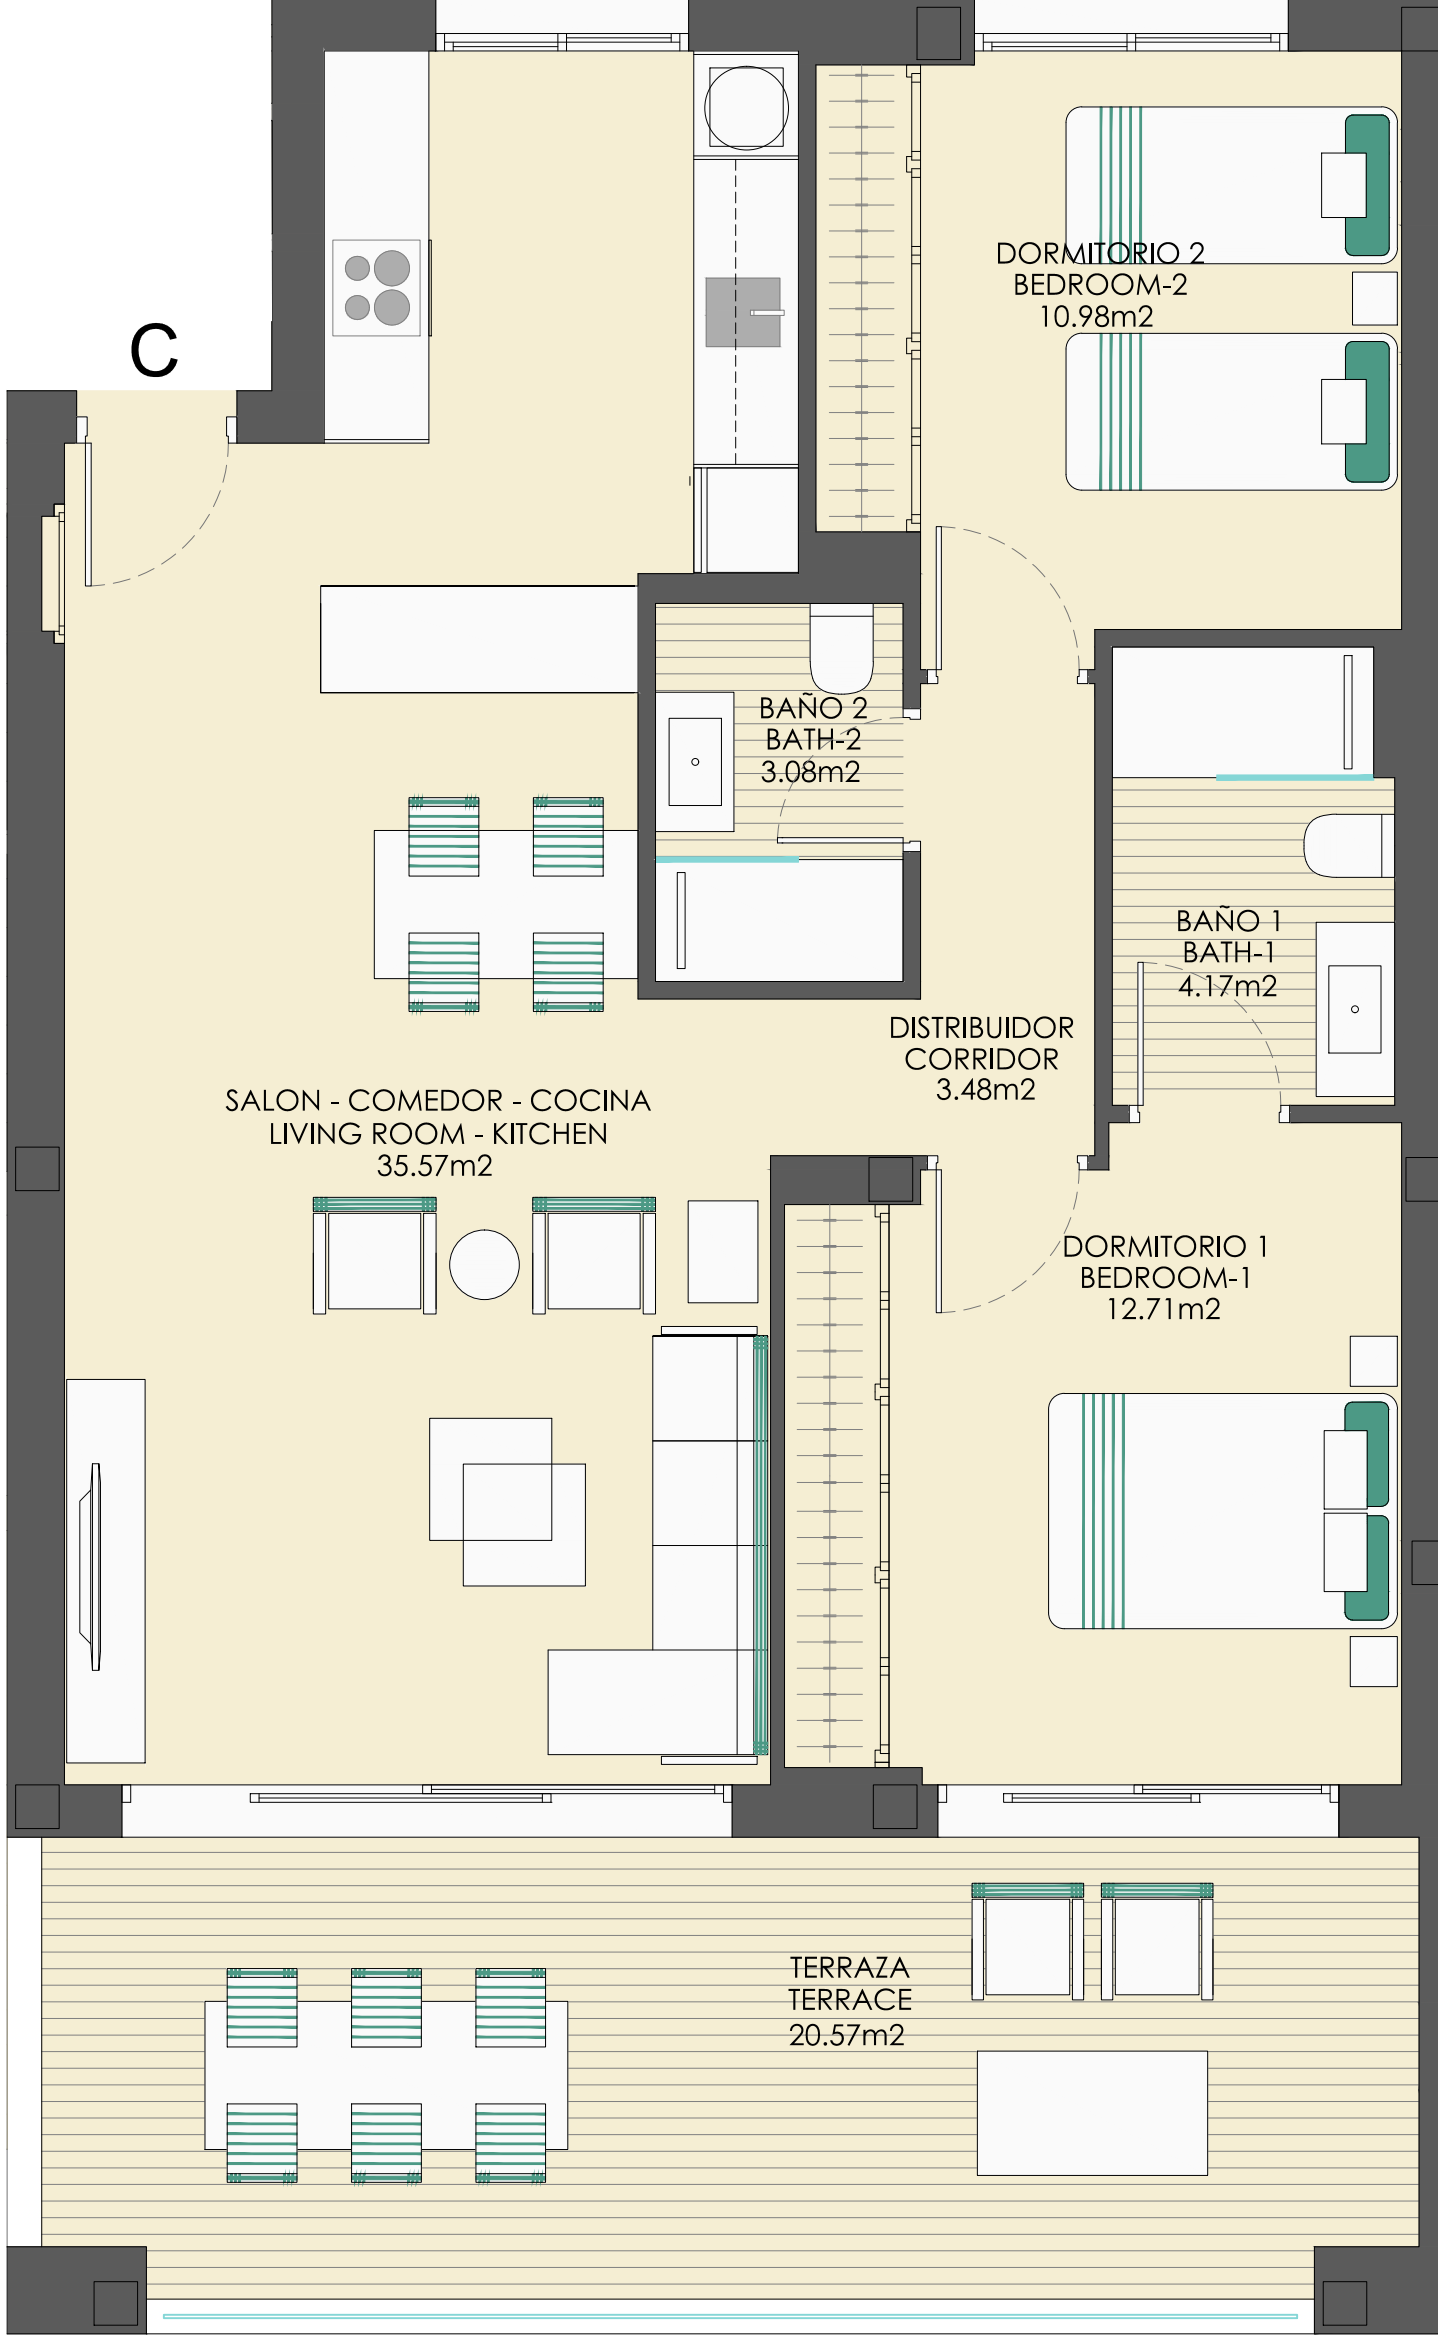 C
DORMITORIO 2
BEDROOM-2
10.98m2
BAÑO 2
BATH-2
3.08m2
BAÑO 1
BATH-1
4.17m2
DISTRIBUIDOR
CORRIDOR
3.48m2
SALON - COMEDOR - COCINA
LIVING ROOM - KITCHEN
35.57m2
DORMITORIO 1
BEDROOM-1
12.71m2
TERRAZA
TERRACE
20.57m2